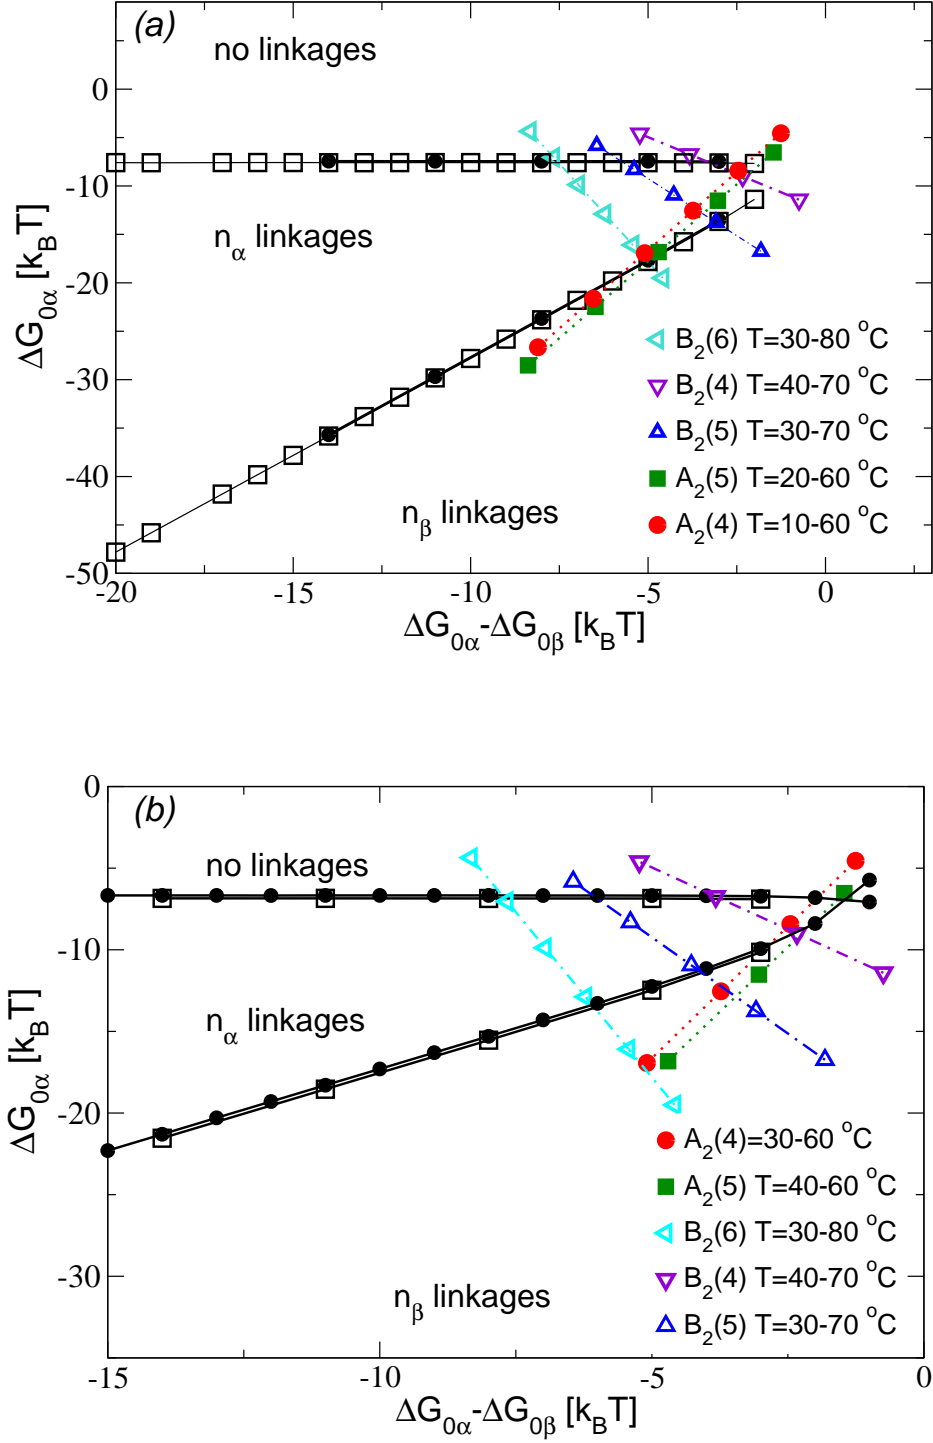 (a)
no linkages
0
-10
nα linkages
-20
ΔG0α [kBT]
B2(6) T=30-80 °C
-30
B2(4) T=40-70 °C
B2(5) T=30-70 °C
-40
A2(5) T=20-60 °C
nβ linkages
A2(4) T=10-60 °C
-50
-20 -15 -10 -5 0
ΔG0α-ΔG0β [kBT]
0
(b)
no linkages
-10
nα linkages
ΔG0α [kBT]
-20
A2(4)=30-60 °C
A2(5) T=40-60 °C
B2(6) T=30-80 °C
-30
B2(4) T=40-70 °C
nβ linkages
B2(5) T=30-70 °C
-15 -10 -5 0
ΔG0α-ΔG0β [kBT]